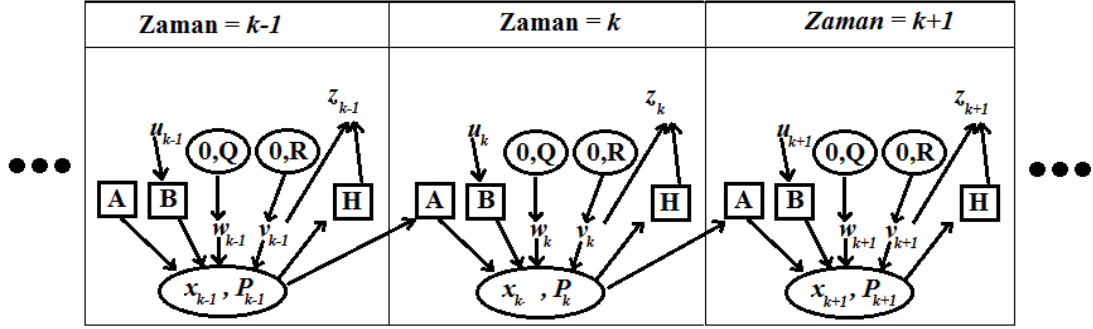 Zaman = k-1
Zaman = k
Zaman = k+1
z_{k-1}
z_k
z_{k+1}
u_{k-1}
0,Q
0,R
u_k
0,Q
0,R
u_{k+1}
0,Q
0,R
A
B
H
A
B
H
A
B
H
w_{k-1}
v_{k-1}
w_k
v_k
w_{k+1}
v_{k+1}
x_{k-1} , P_{k-1}
x_k , P_k
x_{k+1} , P_{k+1}